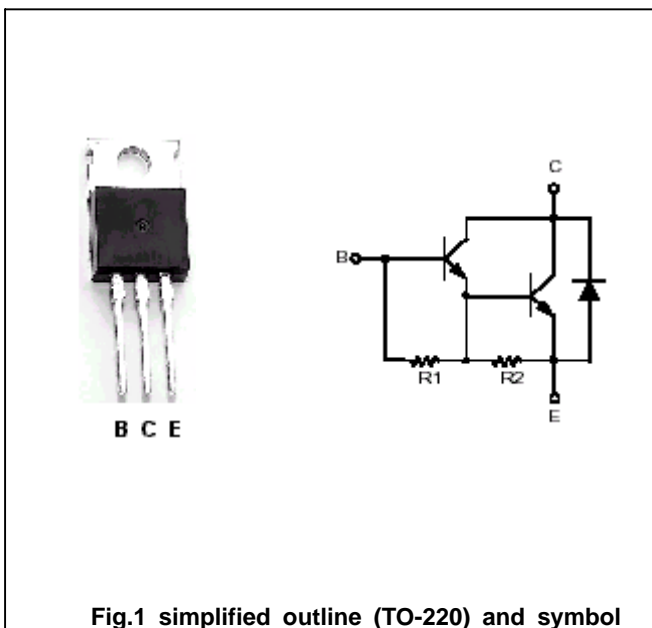 C
B
R1 R2
E
B C E
Fig.1 simplified outline (TO-220) and symbol